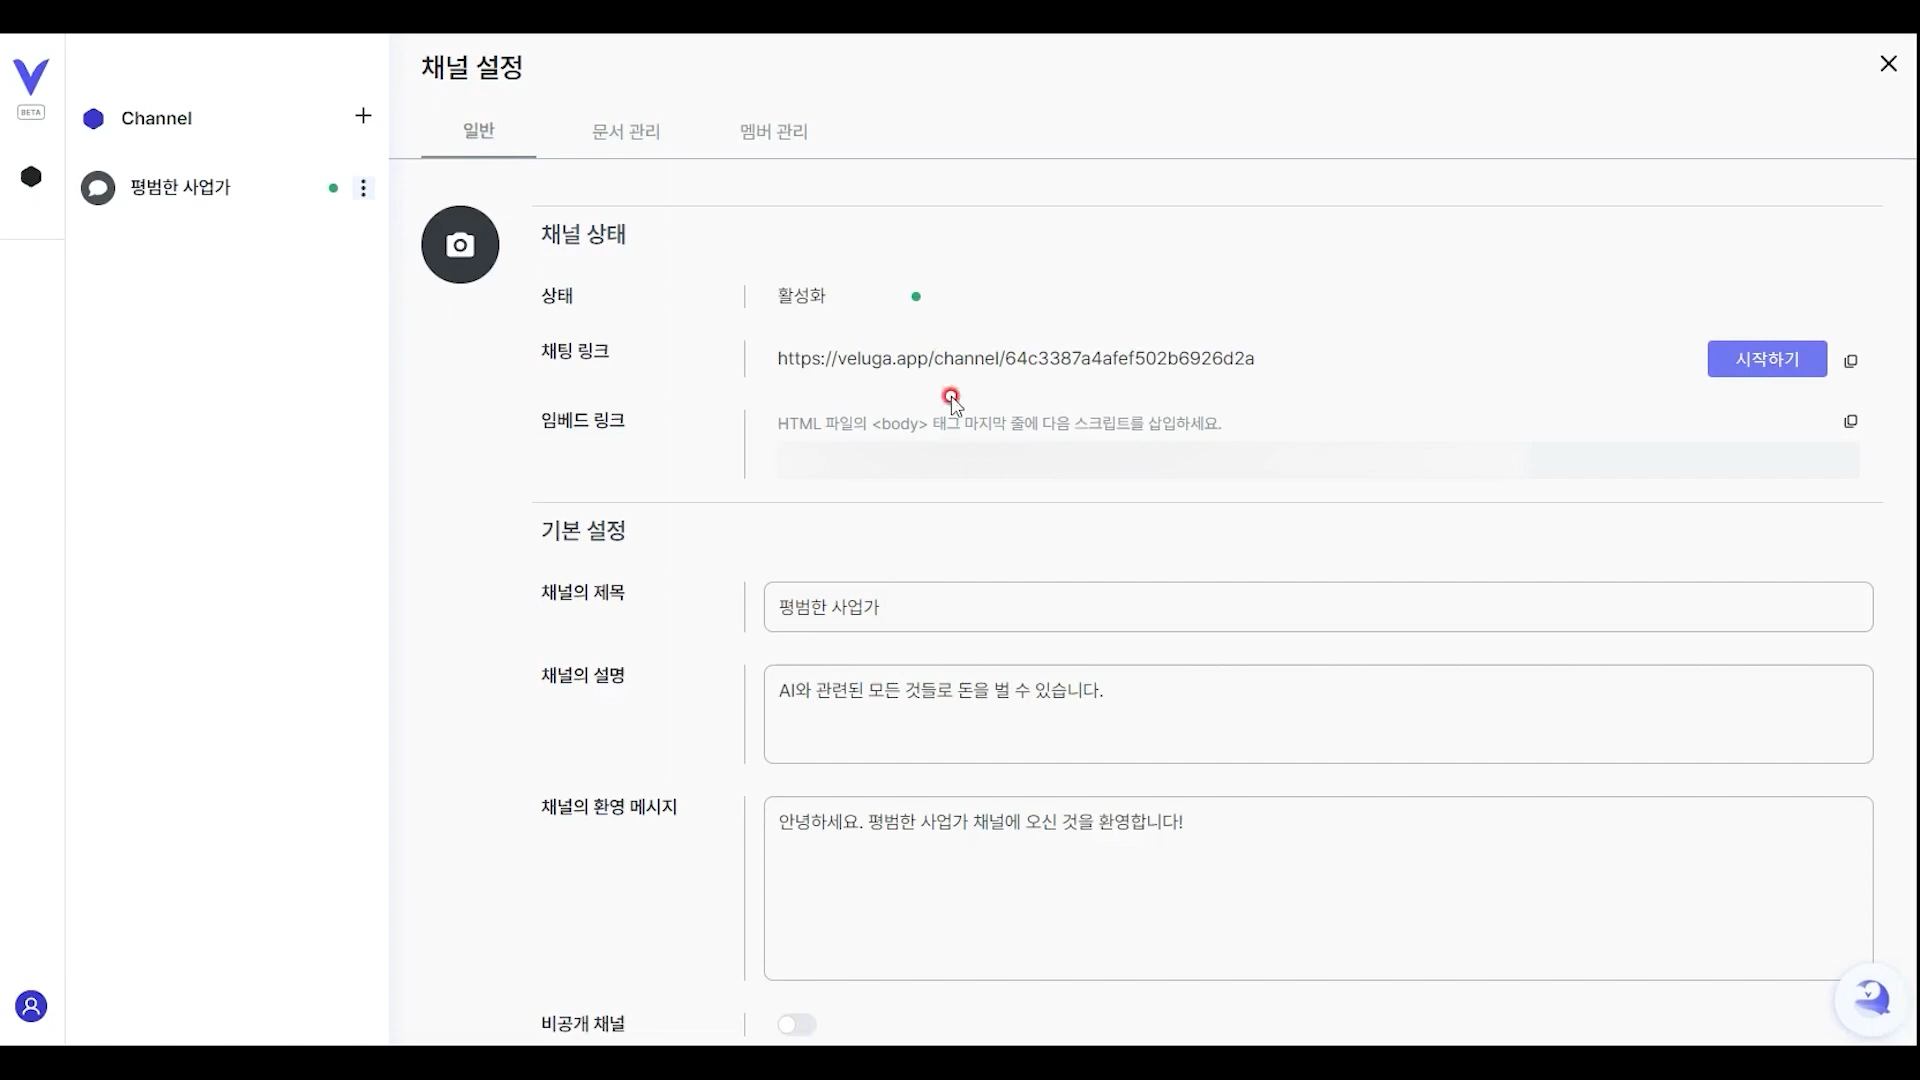 채널 설정
BETA
Channel
일반
문서 관리
멤버 관리
평범한 사업가
채널 상태
상태
활성화
채팅 링크
https://veluga.app/channel/64c3387a4afef502b6926d2a
시작하기
임베드 링크
HTML 파일의 <body> 태그 마지막 줄에 다음 스크립트를 삽입하세요.
기본 설정
채널의 제목
평범한 사업가
채널의 설명
AI와 관련된 모든 것들로 돈을 벌 수 있습니다.
채널의 환영 메시지
안녕하세요. 평범한 사업가 채널에 오신 것을 환영합니다!
비공개 채널